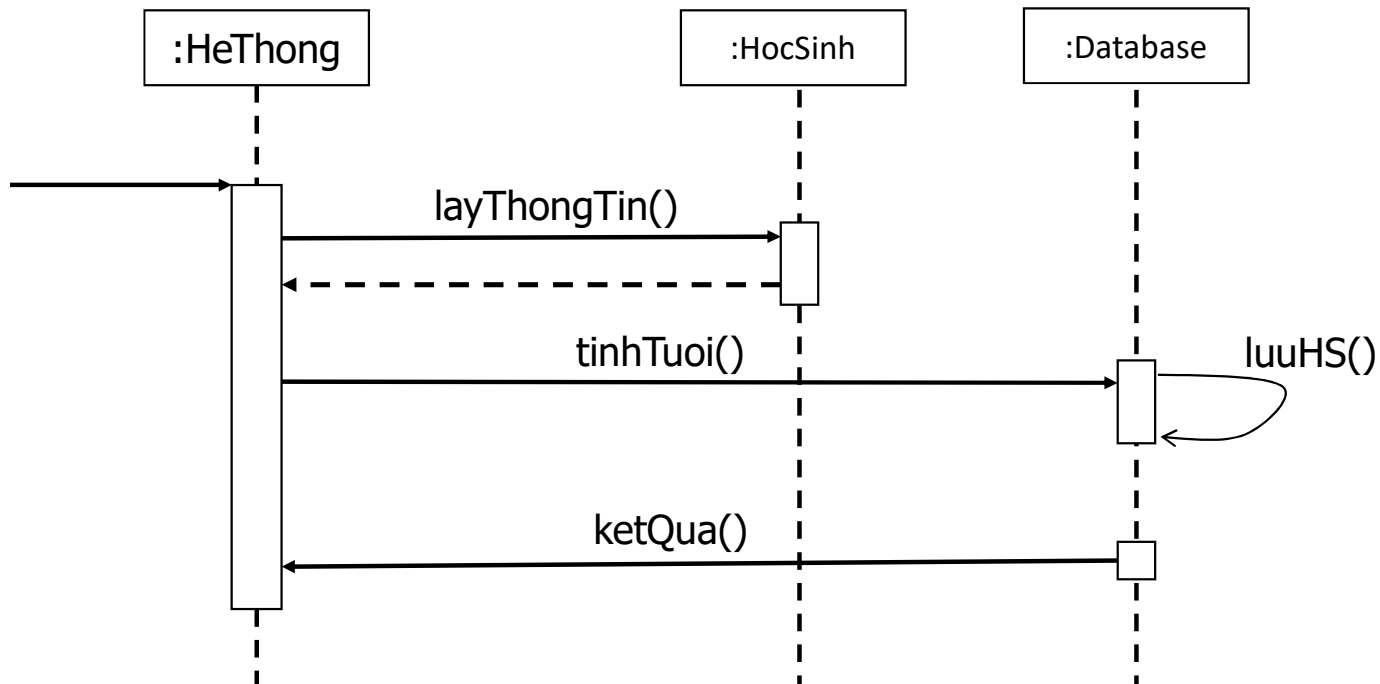 :HeThong
:HocSinh
:Database
layThongTin()
tinhTuoi()
luuHS()
ketQua()